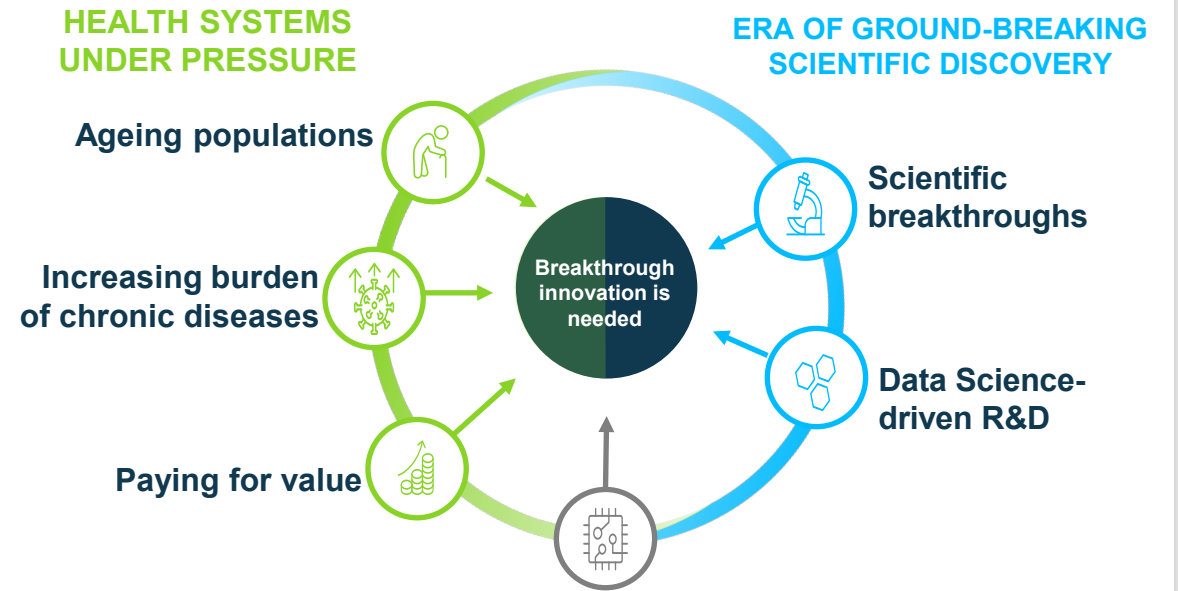 HEALTH SYSTEMS
UNDER PRESSURE
ERA OF GROUND-BREAKING
SCIENTIFIC DISCOVERY
Ageing populations
Increasing burden
of chronic diseases
Paying for value
Breakthrough
innovation is
needed
Scientific
breakthroughs
Data Science-
driven R&D